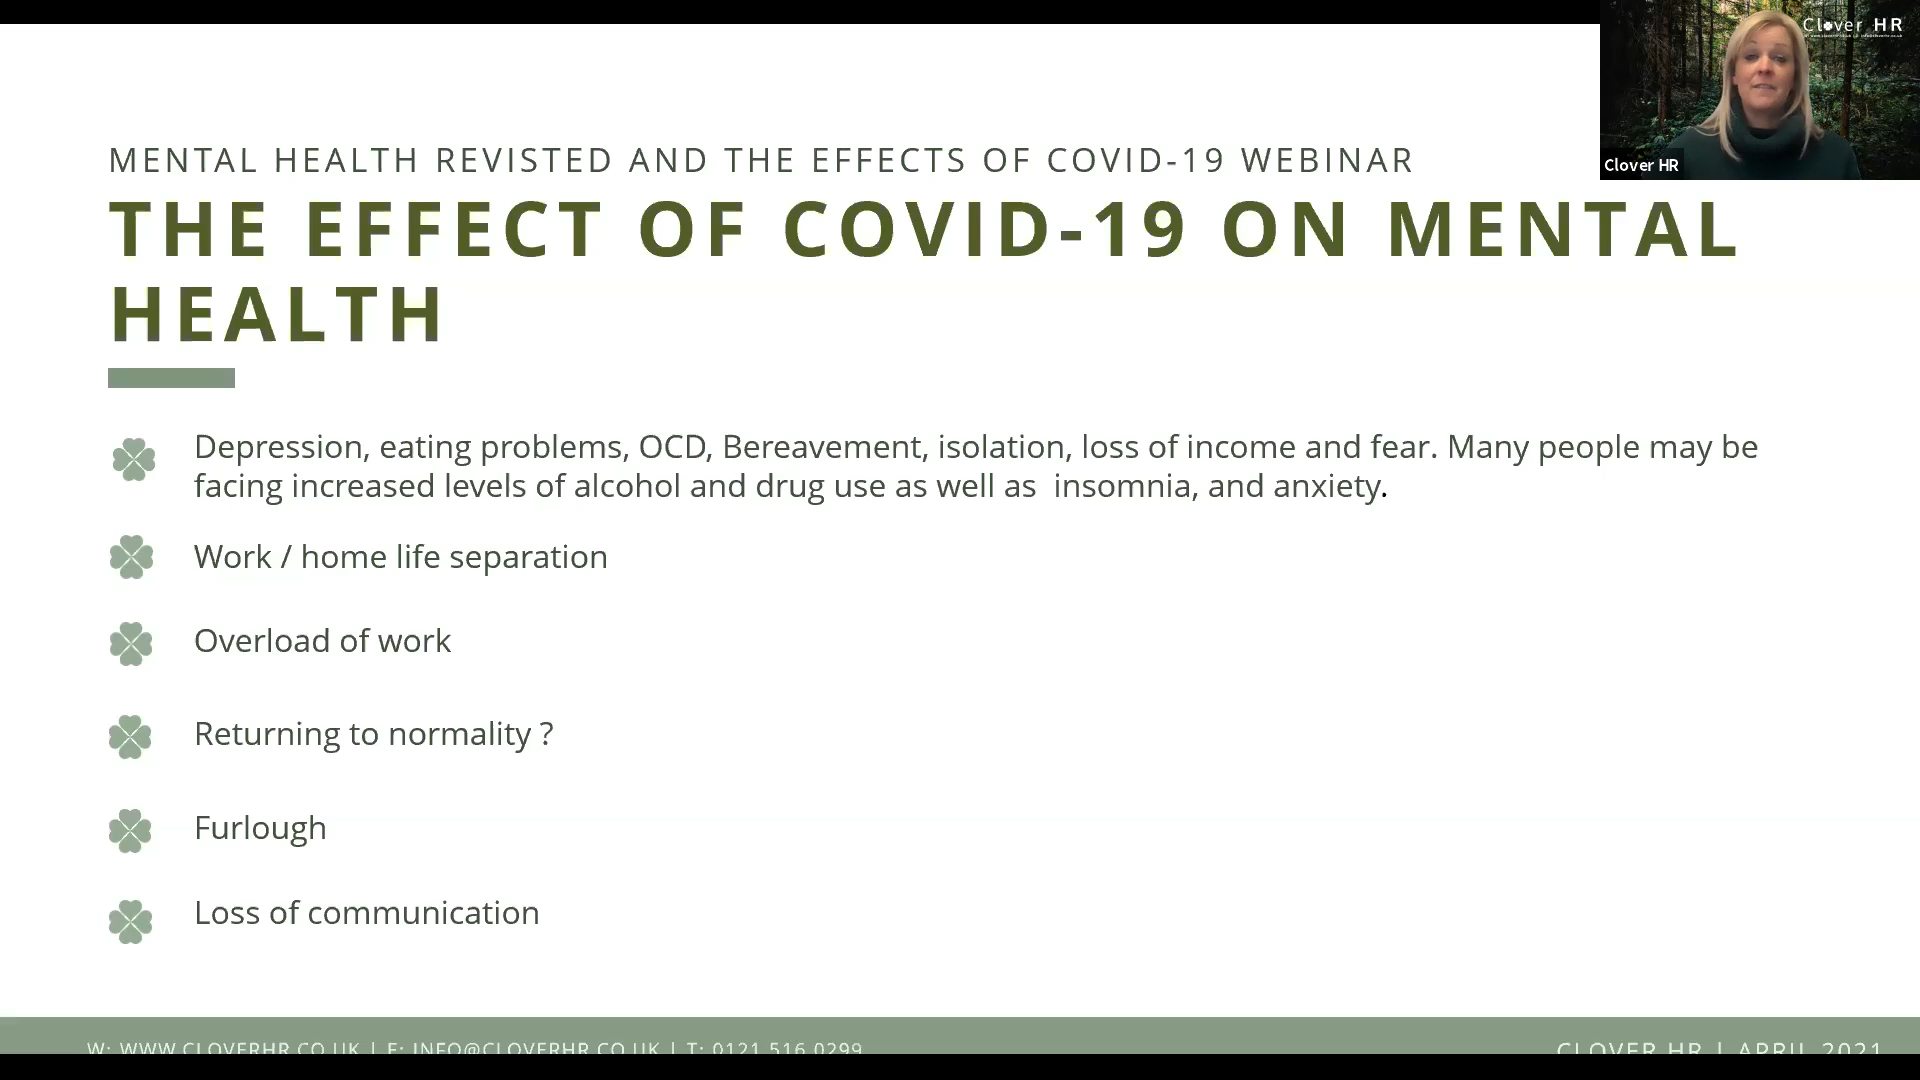 Clover HR
Clover HR
MENTAL HEALTH REVISTED AND THE EFFECTS OF COVID-19 WEBINAR
THE EFFECT OF COVID-19 ON MENTAL
HEALTH
Depression, eating problems, OCD, Bereavement, isolation, loss of income and fear. Many people may be
facing increased levels of alcohol and drug use as well as  insomnia, and anxiety.
Work / home life separation
Overload of work
Returning to normality ?
Furlough
Loss of communication
W: WWW.CLOVERHR.CO.UK | E: INFO@CLOVERHR.CO.UK | T: 0121 516 0299
CLOVER HR | APRIL 2021